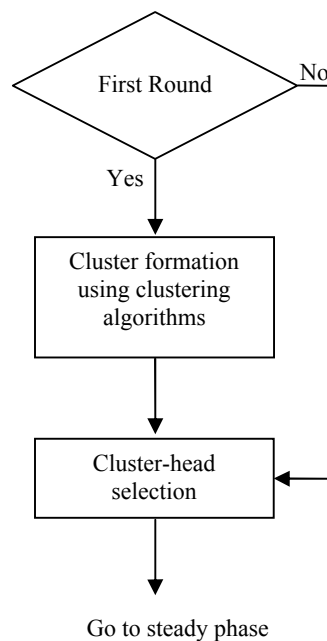 First Round
No
Yes
Cluster formation
using clustering
algorithms
Cluster-head
selection
Go to steady phase